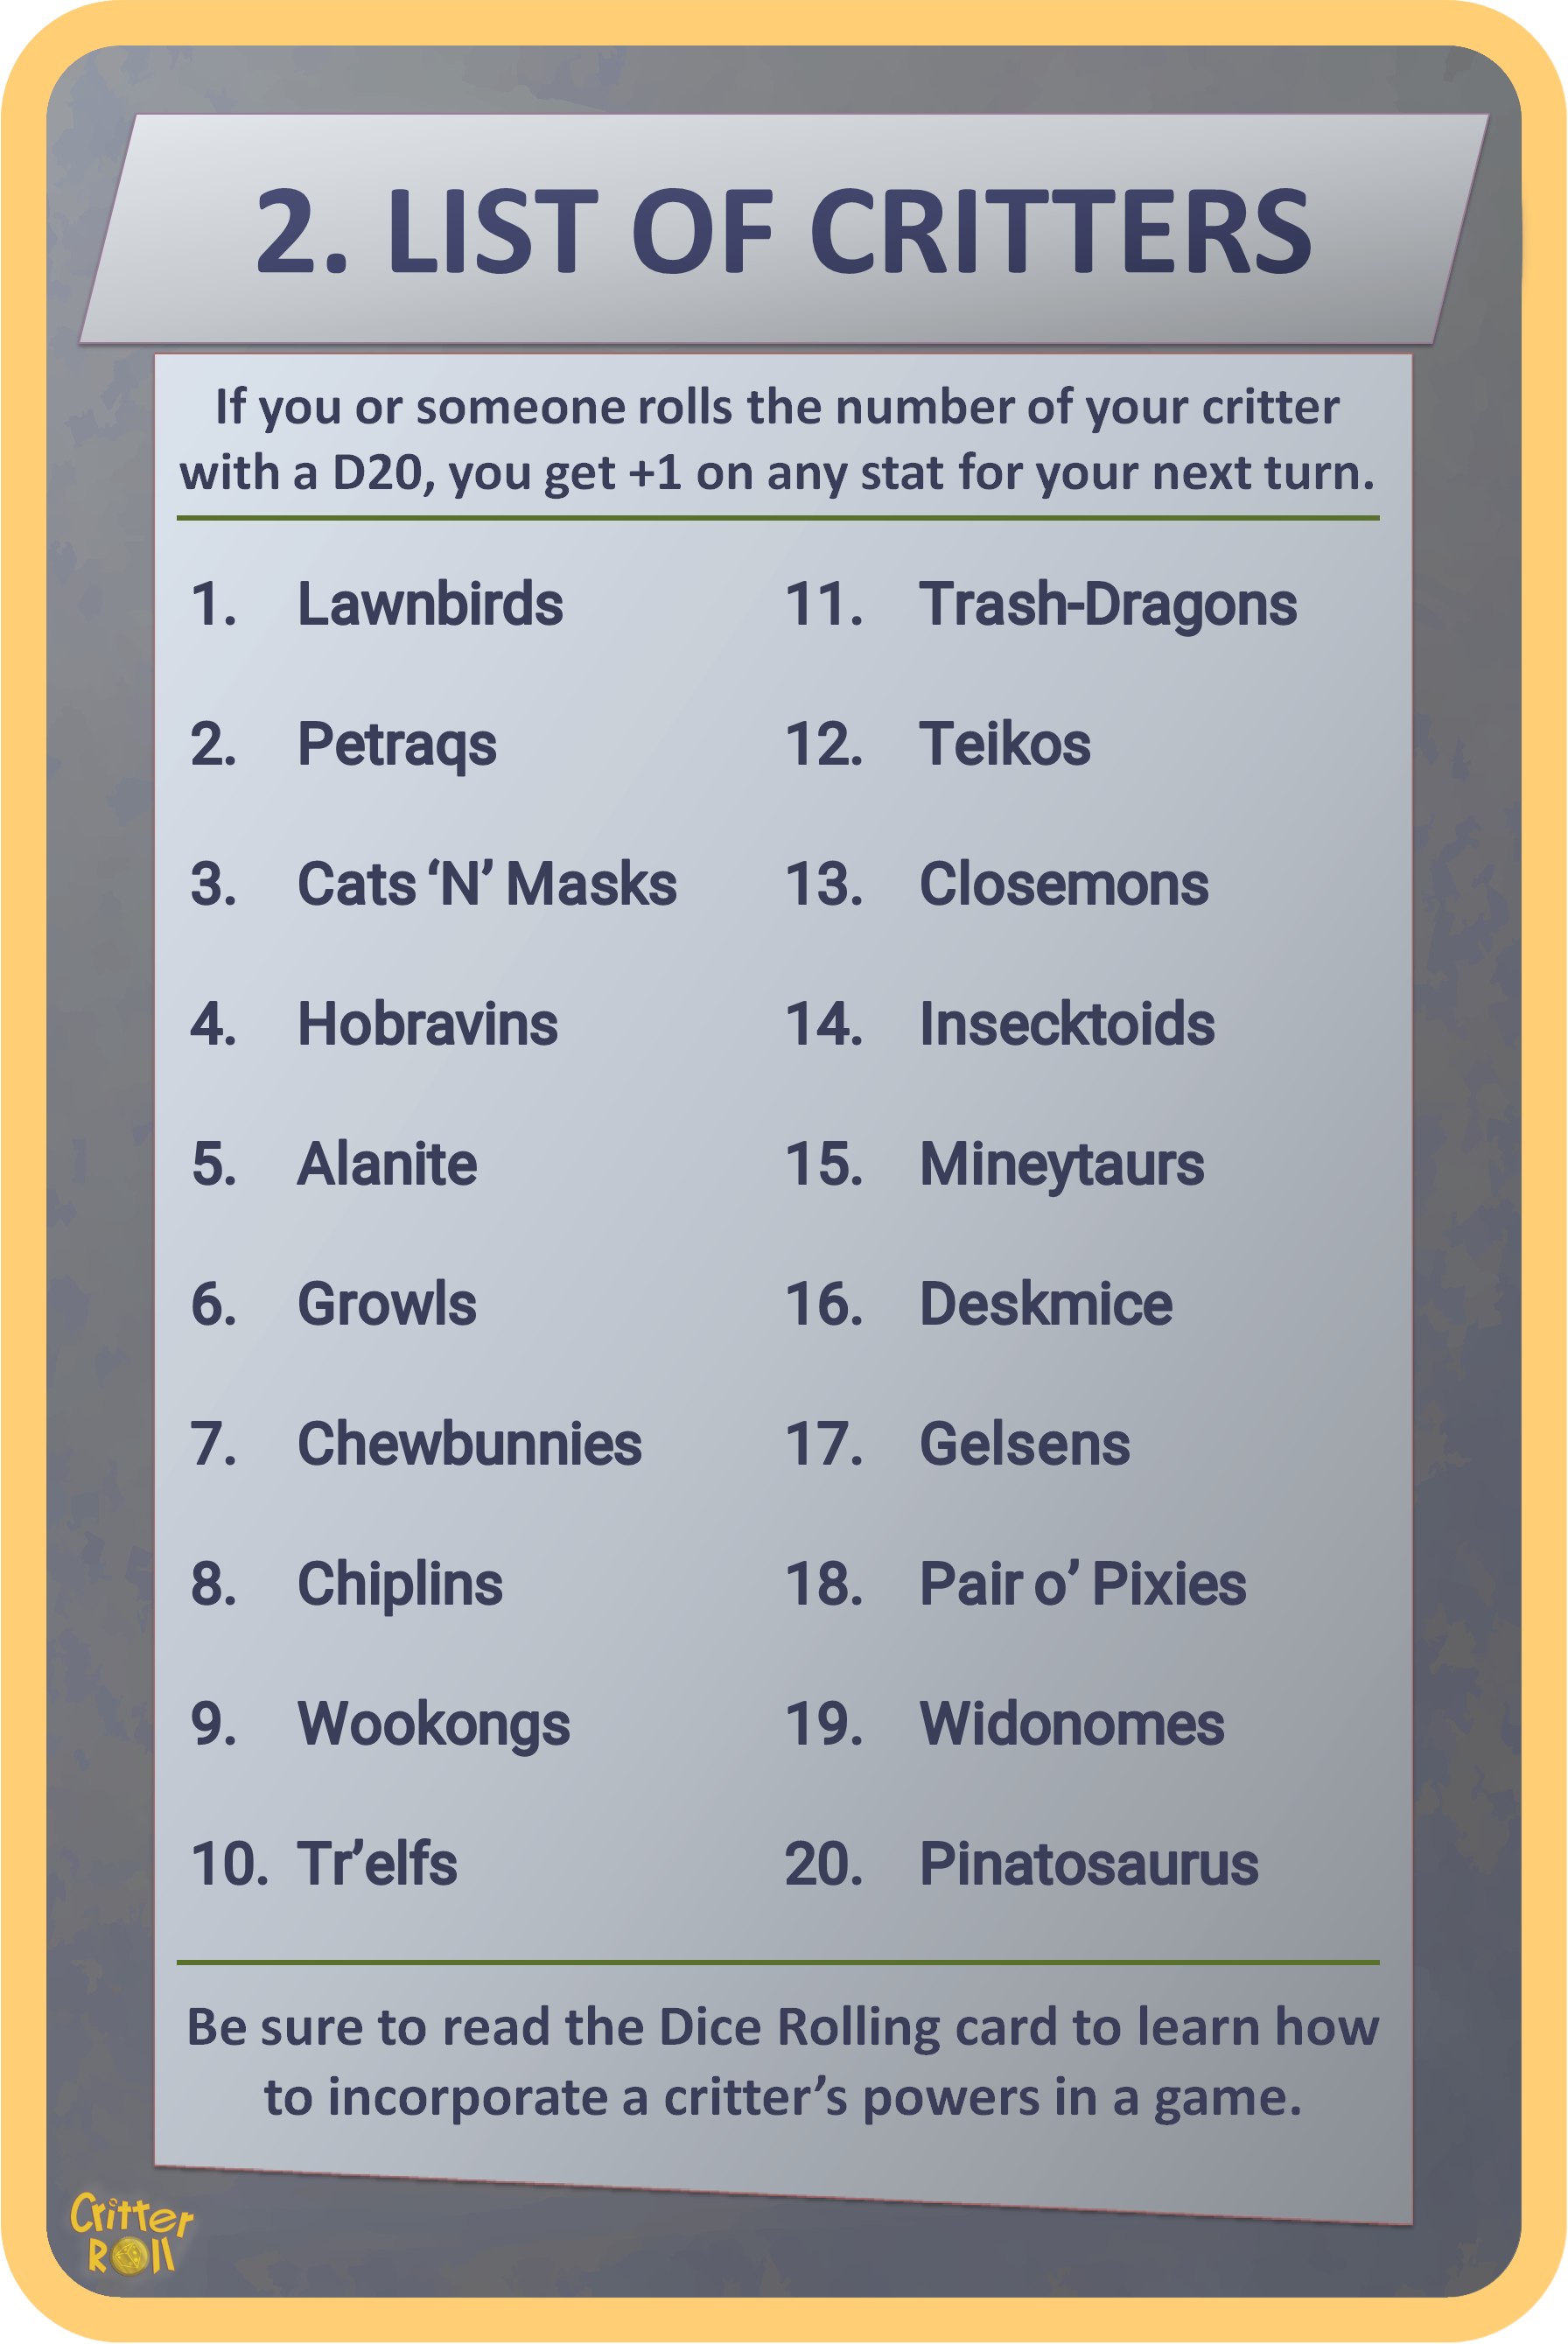 2. LIST OF CRITTERS
If you or someone rolls the number of your critter
with a D20, you get +1 on any stat for your next turn.
1. Lawnbirds
2. Petraqs
3. Cats ‘N’ Masks
4. Hobravins
5. Alanite
6. Growls
7. Chewbunnies
8. Chiplins
9. Wookongs
10. Tr’elfs
11. Trash-Dragons
12. Teikos
13. Closemons
14. Insecktoids
15. Mineytaurs
16. Deskmice
17. Gelsens
18. Pair o’ Pixies
19. Widonomes
20. Pinatosaurus
Be sure to read the Dice Rolling card to learn how
to incorporate a critter’s powers in a game.
Critter
Roll